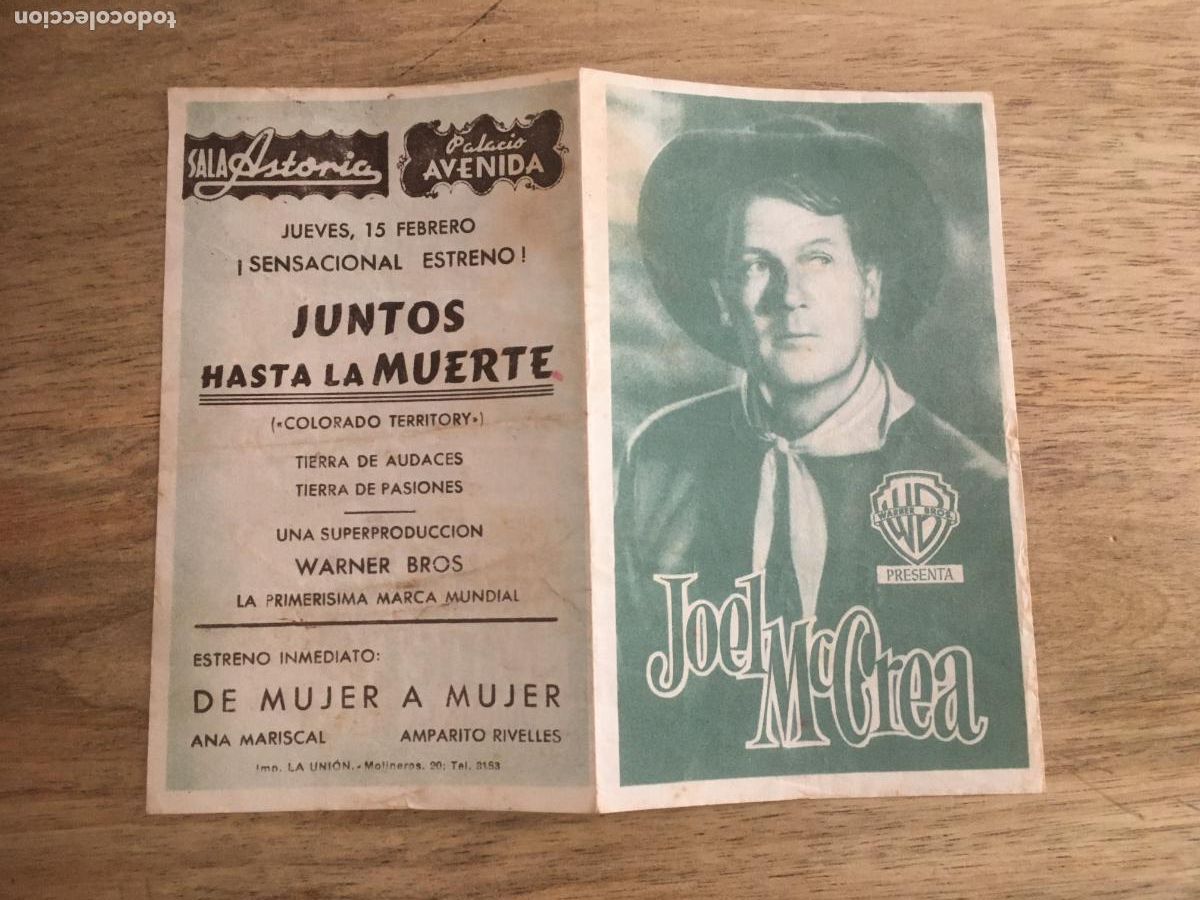 todocoleccion
SALA Astoria
Palacio
AVENIDA
JUEVES, 15 FEBRERO
¡SENSACIONAL ESTRENO!
JUNTOS
HASTA LA MUERTE
(«COLORADO TERRITORY»)
TIERRA DE AUDACES
TIERRA DE PASIONES
UNA SUPERPRODUCCION
WARNER BROS
LA PRIMERISIMA MARCA MUNDIAL
ESTRENO INMEDIATO:
DE MUJER A MUJER
ANA MARISCAL AMPARITO RIVELLES
Imp. LA UNIÓN. - Molineros, 20; Tel. 3153
WB
WARNER BROS.
PRESENTA
Joel
McCrea